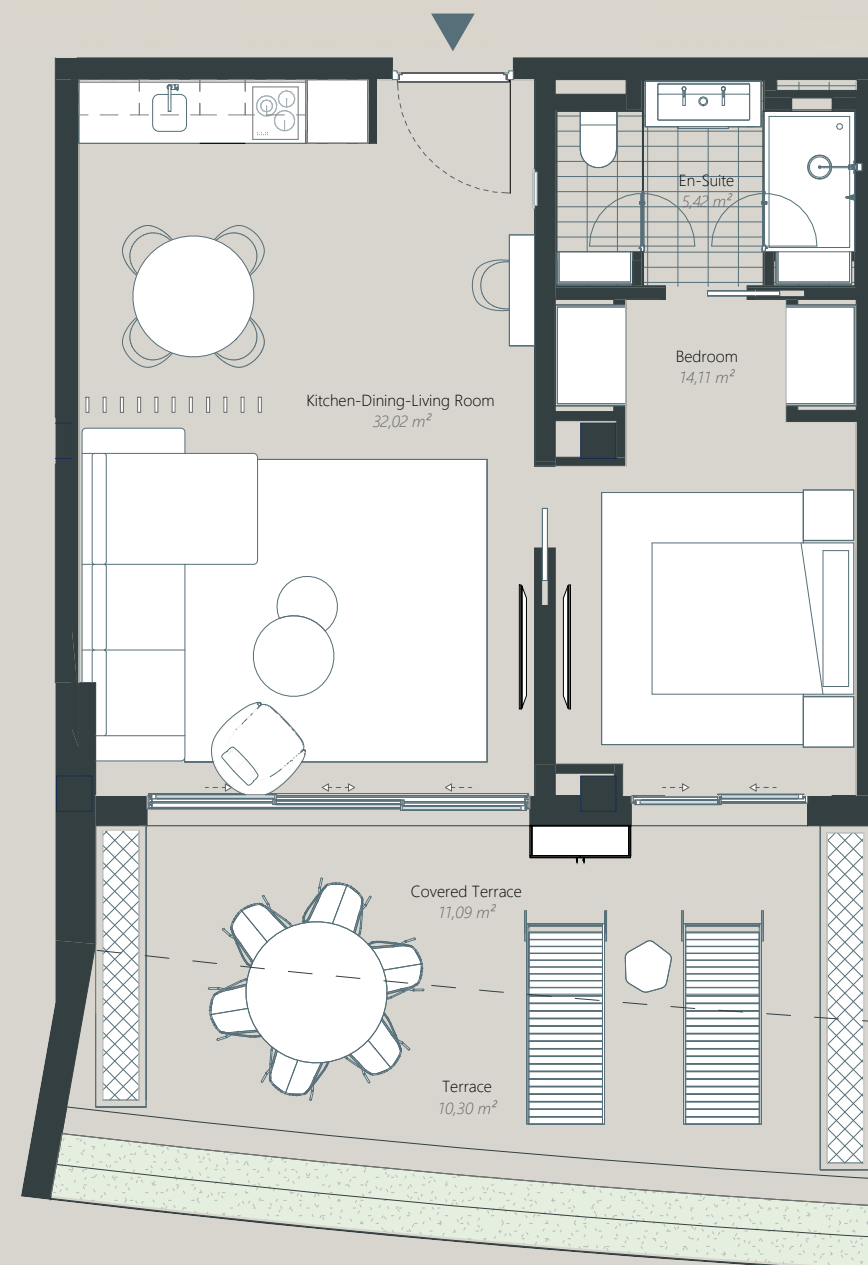 En-Suite
5,42 m²
Bedroom
14,11 m²
Kitchen-Dining-Living Room
32,02 m²
Covered Terrace
11,09 m²
Terrace
10,30 m²